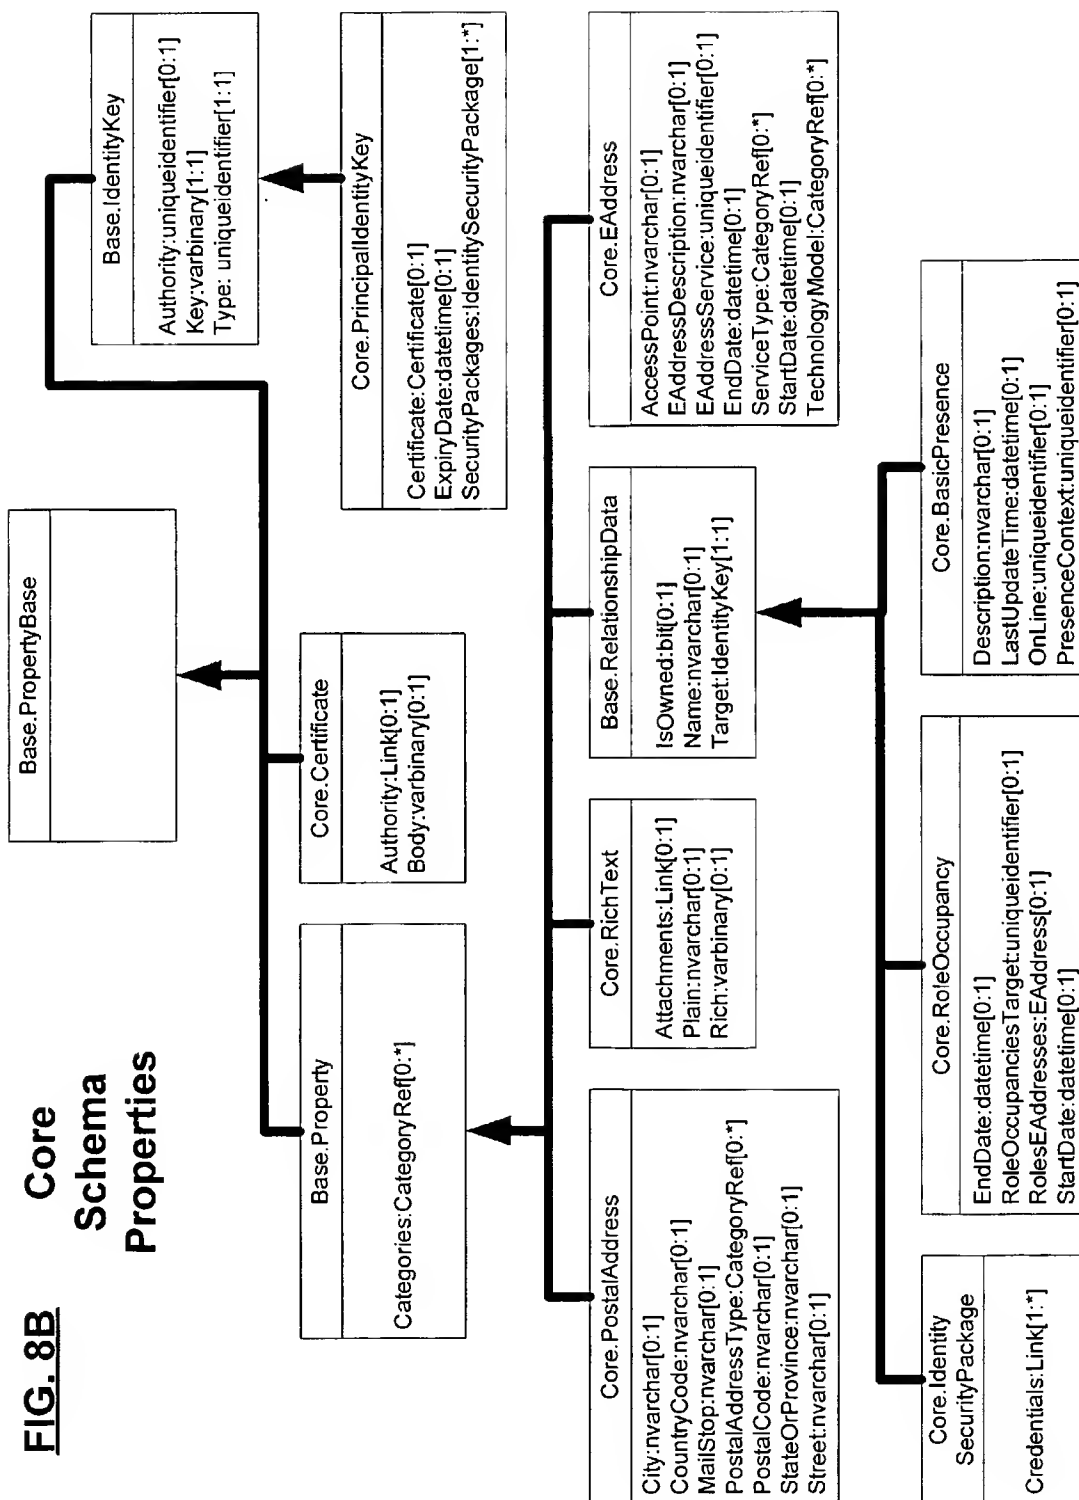 FIG. 8B
Core
Schema
Properties
Base.PropertyBase
Base.IdentityKey
Authority:uniqueidentifier[0:1]
Key:varbinary[1:1]
Type: uniqueidentifier[1:1]
Base.Property
Categories:CategoryRef[0:*]
Core.Certificate
Authority:Link[0:1]
Body:varbinary[0:1]
Core.PrincipalIdentityKey
Certificate:Certificate[0:1]
ExpiryDate:datetime[0:1]
SecurityPackages:IdentitySecurityPackage[1:*]
Core.PostalAddress
City:nvarchar[0:1]
CountryCode:nvarchar[0:1]
MailStop:nvarchar[0:1]
PostalAddressType:CategoryRef[0:*]
PostalCode:nvarchar[0:1]
StateOrProvince:nvarchar[0:1]
Street:nvarchar[0:1]
Core.RichText
Attachments:Link[0:1]
Plain:nvarchar[0:1]
Rich:varbinary[0:1]
Base.RelationshipData
IsOwned:bit[0:1]
Name:nvarchar[0:1]
Target:IdentityKey[1:1]
Core.EAddress
AccessPoint:nvarchar[0:1]
EAddressDescription:nvarchar[0:1]
EAddressService:uniqueidentifier[0:1]
EndDate:datetime[0:1]
ServiceType:CategoryRef[0:*]
StartDate:datetime[0:1]
TechnologyModel:CategoryRef[0:*]
Core.Identity
SecurityPackage
Credentials:Link[1:*]
Core.RoleOccupancy
EndDate:datetime[0:1]
RoleOccupanciesTarget:uniqueidentifier[0:1]
RolesEAddresses:EAddress[0:1]
StartDate:datetime[0:1]
Core.BasicPresence
Description:nvarchar[0:1]
LastUpdateTime:datetime[0:1]
OnLine:uniqueidentifier[0:1]
PresenceContext:uniqueidentifier[0:1]